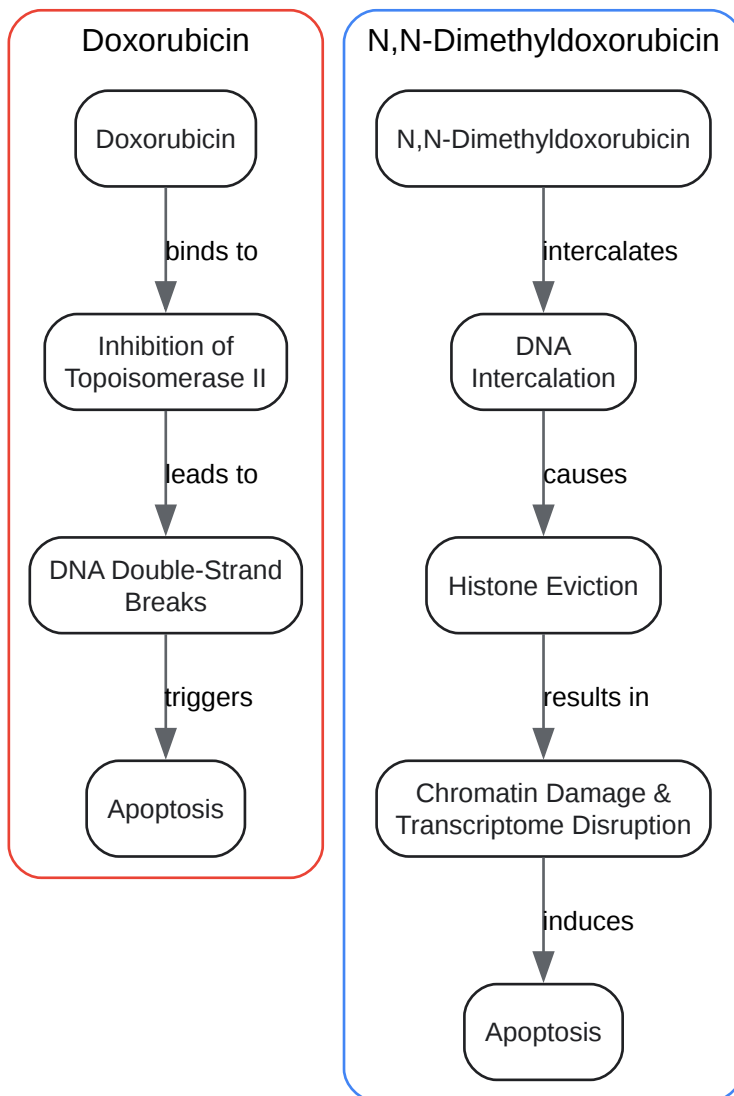 Doxorubicin
Doxorubicin
binds to
Inhibition of
Topoisomerase II
leads to
DNA Double-Strand
Breaks
triggers
Apoptosis
N,N-Dimethyldoxorubicin
N,N-Dimethyldoxorubicin
intercalates
DNA
Intercalation
causes
Histone Eviction
results in
Chromatin Damage &
Transcriptome Disruption
induces
Apoptosis